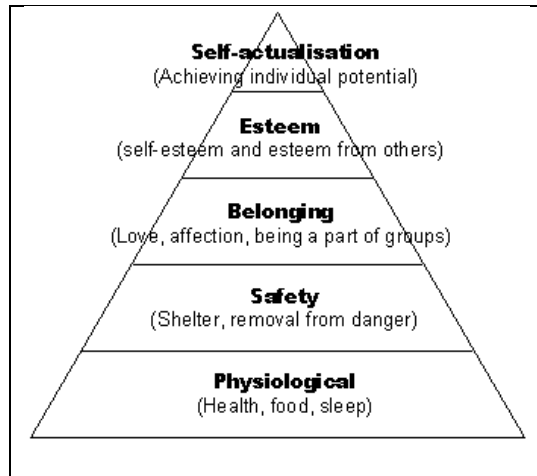 Self-actualisation
(Achieving individual potential)
Esteem
(self-esteem and esteem from others)
Belonging
(Love, affection, being a part of groups)
Safety
(Shelter, removal from danger)
Physiological
(Health, food, sleep)